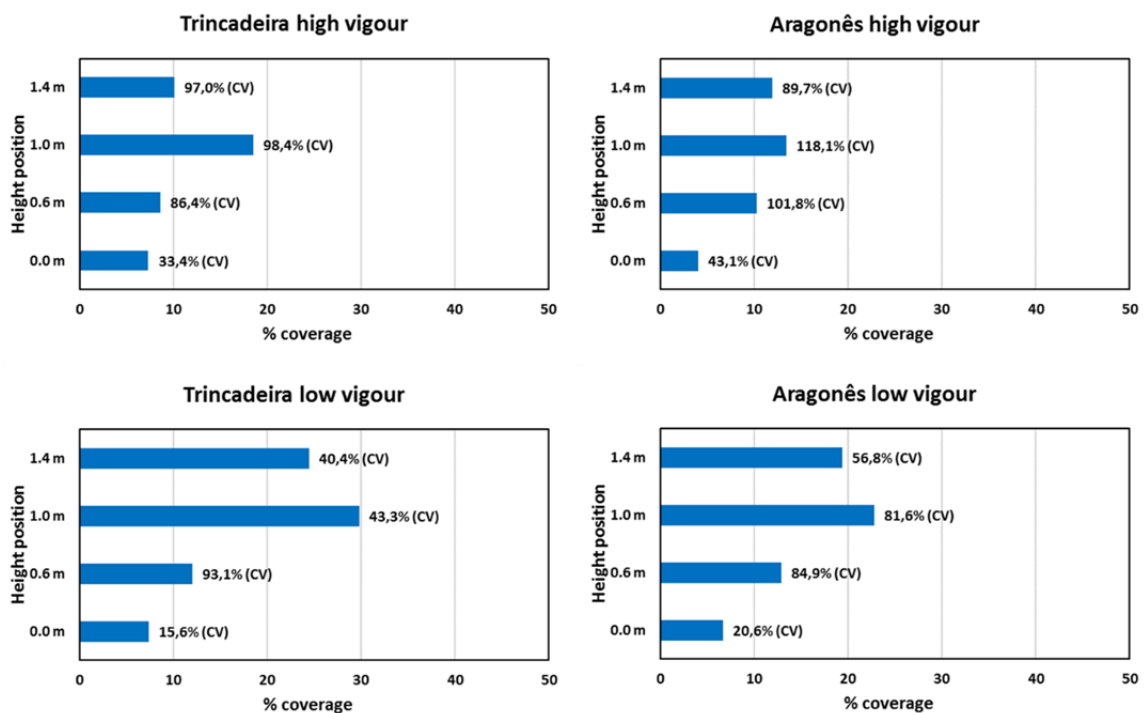 Trincadeira high vigour
Height position
1.4 m
97,0% (CV)
1.0 m
98,4% (CV)
0.6 m
86,4% (CV)
0.0 m
33,4% (CV)
0 10 20 30 40 50
% coverage
Aragonês high vigour
Height position
1.4 m
89,7% (CV)
1.0 m
118,1% (CV)
0.6 m
101,8% (CV)
0.0 m
43,1% (CV)
0 10 20 30 40 50
% coverage
Trincadeira low vigour
Height position
1.4 m
40,4% (CV)
1.0 m
43,3% (CV)
0.6 m
93,1% (CV)
0.0 m
15,6% (CV)
0 10 20 30 40 50
% coverage
Aragonês low vigour
Height position
1.4 m
56,8% (CV)
1.0 m
81,6% (CV)
0.6 m
84,9% (CV)
0.0 m
20,6% (CV)
0 10 20 30 40 50
% coverage